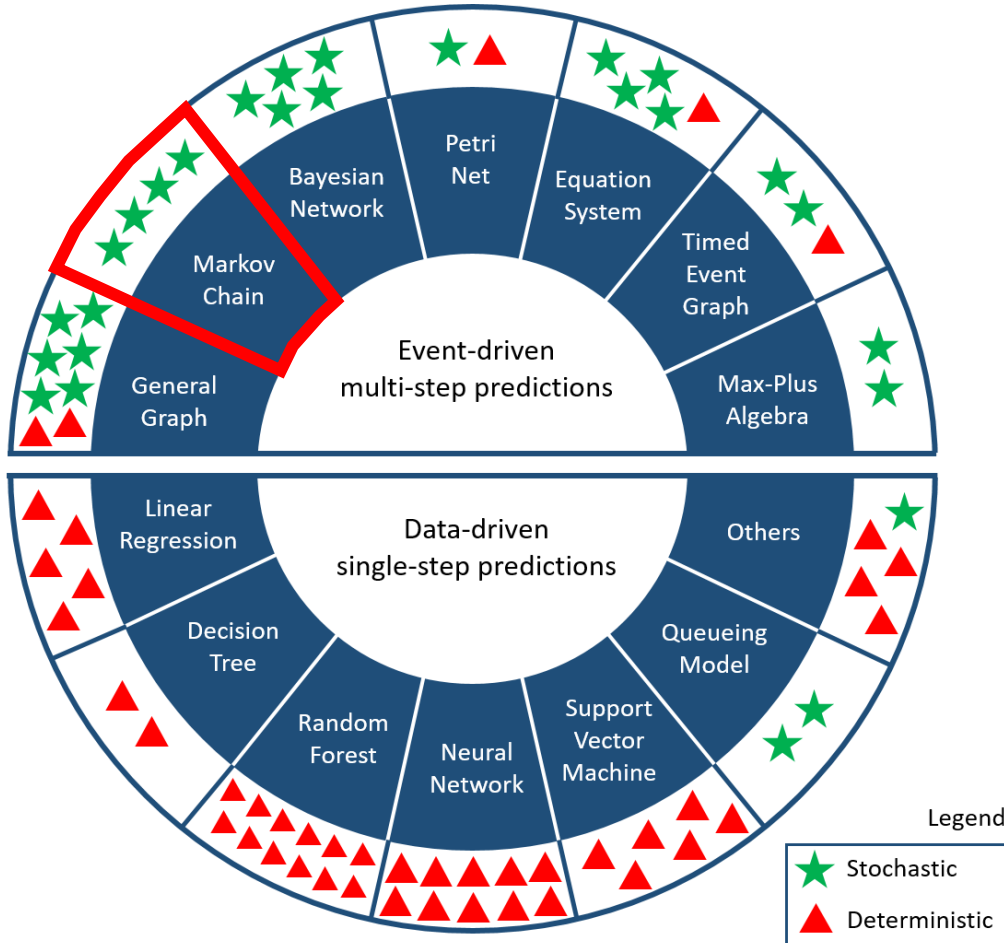 Petri
Net
Bayesian
Network
Equation
System
Markov
Chain
Timed
Event
Graph
General
Graph
Event-driven
multi-step predictions
Max-Plus
Algebra
Linear
Regression
Data-driven
single-step predictions
Others
Decision
Tree
Queueing
Model
Random
Forest
Neural
Network
Support
Vector
Machine
Legend
Stochastic
Deterministic